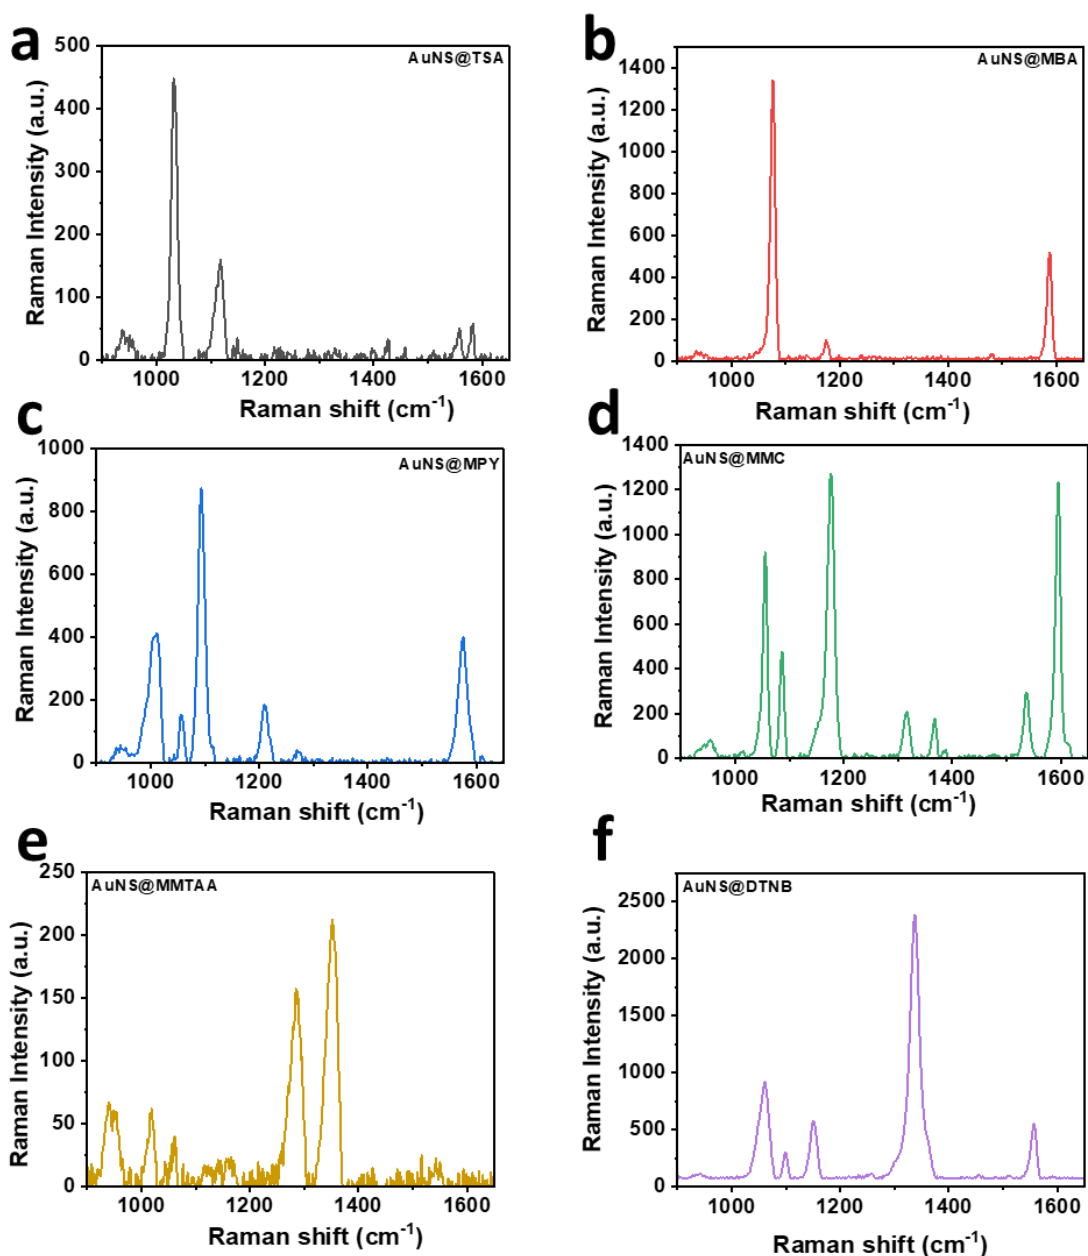 a
AuNS@TSA
Raman Intensity (a.u.)
500
400
300
200
100
0
1000 1200 1400 1600
Raman shift (cm-1)
b
AuNS@MBA
Raman Intensity (a.u.)
1400
1200
1000
800
600
400
200
0
1000 1200 1400 1600
Raman shift (cm-1)
c
AuNS@MPY
Raman Intensity (a.u.)
1000
800
600
400
200
0
1000 1200 1400 1600
Raman shift (cm-1)
d
AuNS@MMC
Raman Intensity (a.u.)
1400
1200
1000
800
600
400
200
0
1000 1200 1400 1600
Raman shift (cm-1)
e
AuNS@MMTAA
Raman Intensity (a.u.)
250
200
150
100
50
0
1000 1200 1400 1600
Raman shift (cm-1)
f
AuNS@DTNB
Raman Intensity (a.u.)
2500
2000
1500
1000
500
0
1000 1200 1400 1600
Raman shift (cm-1)